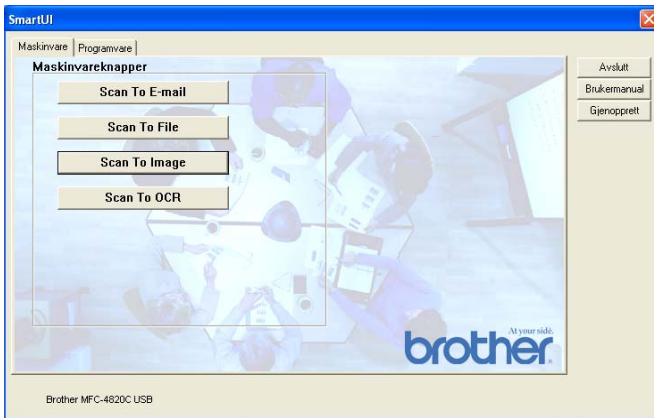 SmartUI
Maskinvare
Programvare
Maskinvareknapper
Scan To E-mail
Scan To File
Scan To Image
Scan To OCR
Avslutt
Brukermanual
Gjenopprett
At your side.
brother®
Brother MFC-4820C USB